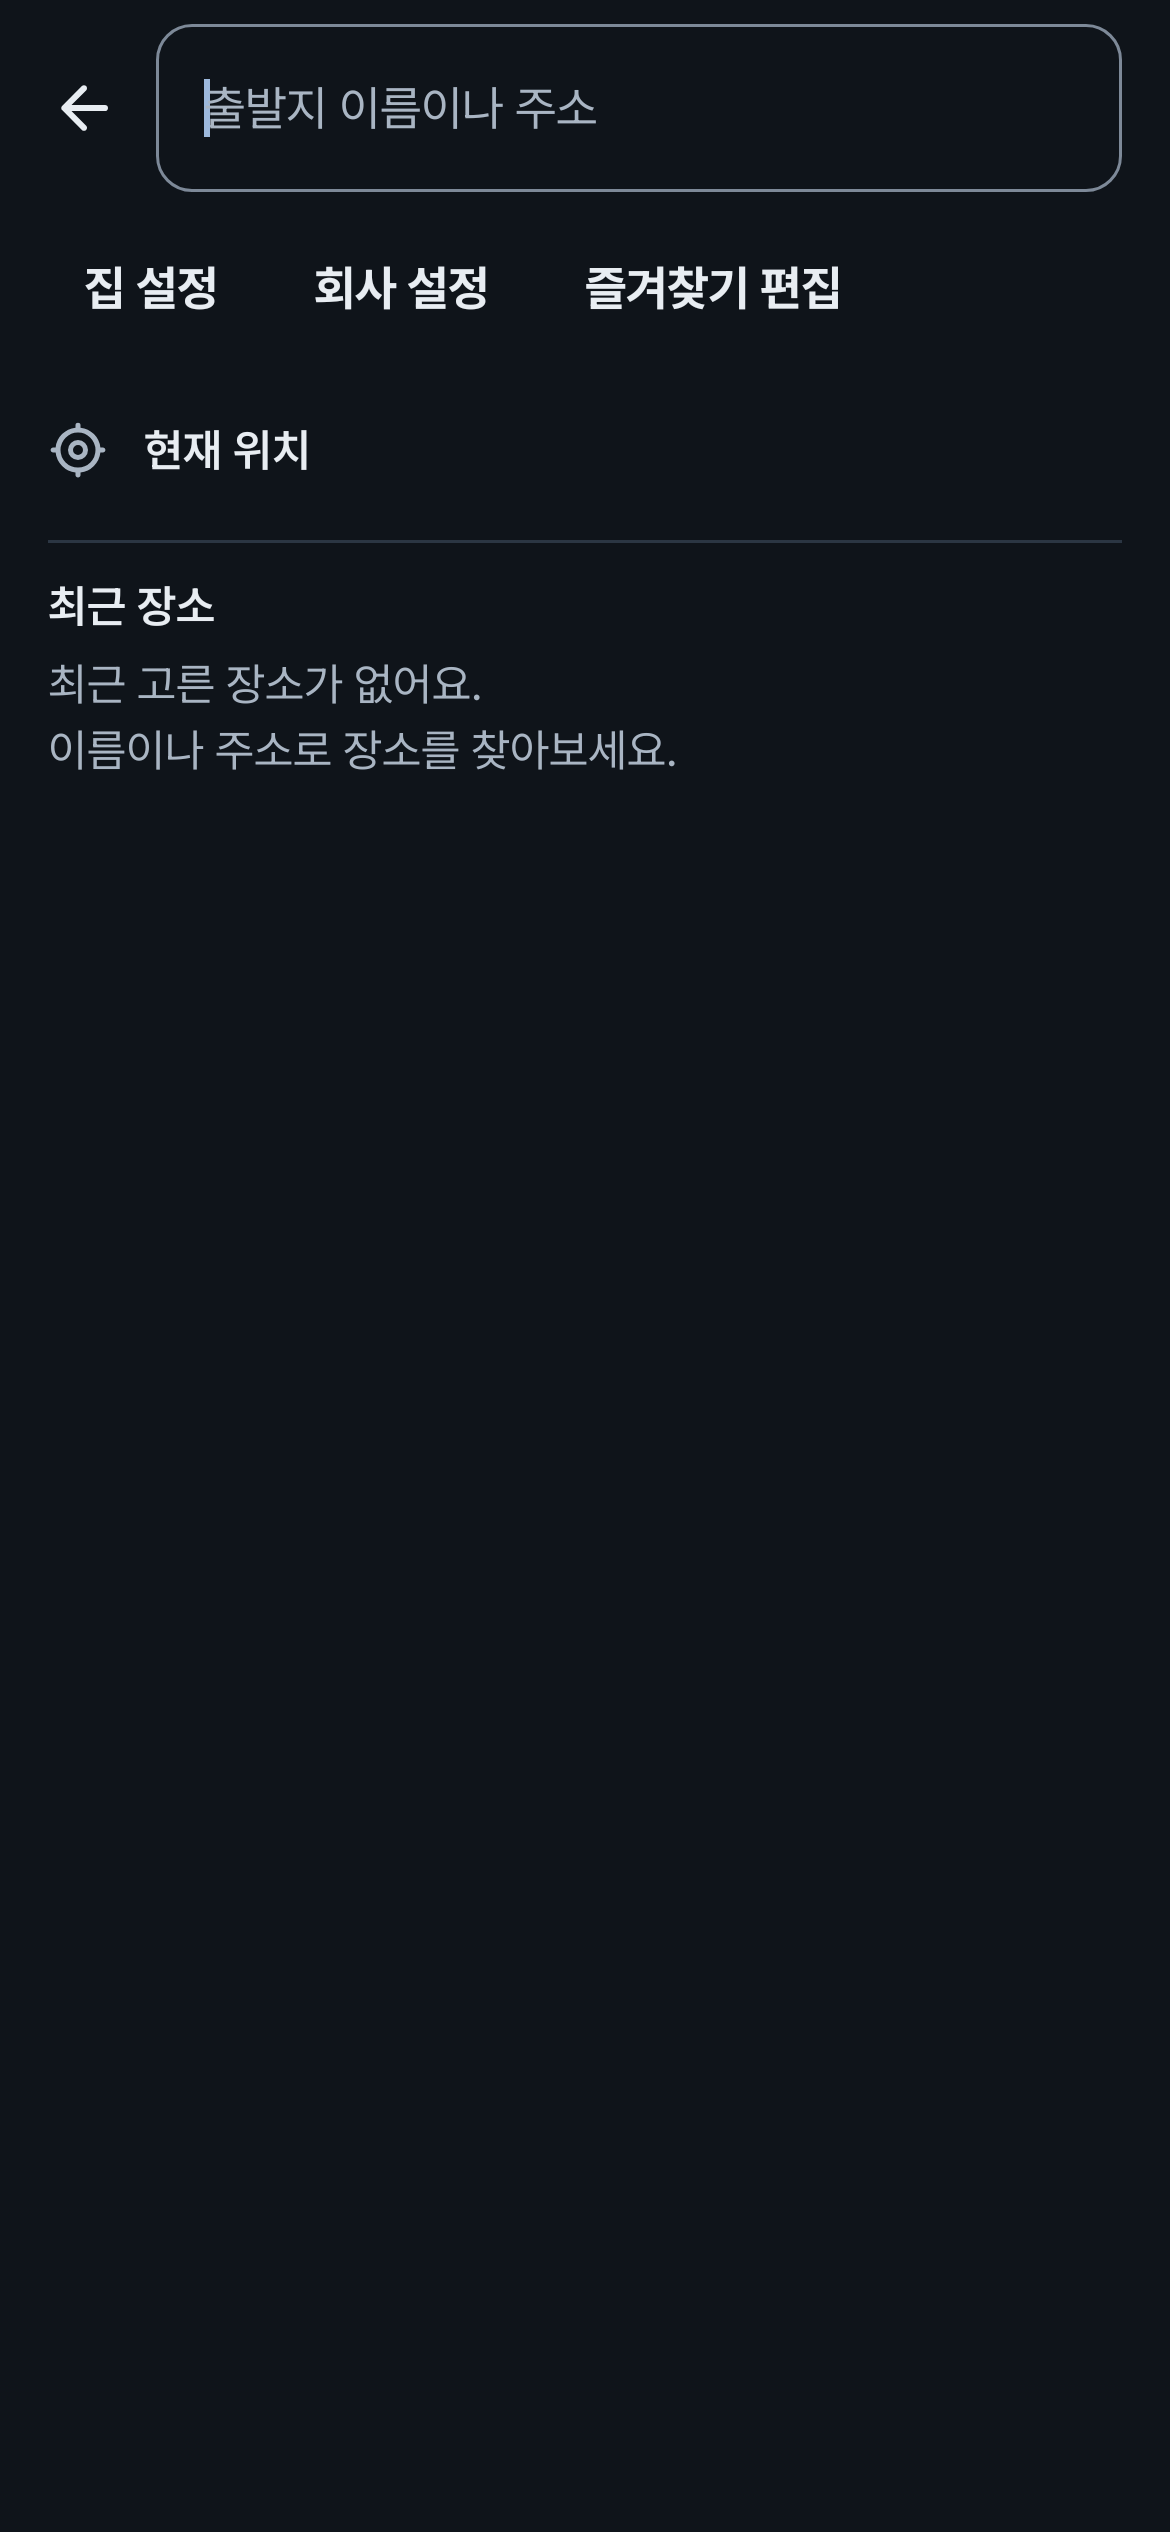 출발지 이름이나 주소
집 설정 회사 설정 즐겨찾기 편집
현재 위치
최근 장소
최근 고른 장소가 없어요.
이름이나 주소로 장소를 찾아보세요.